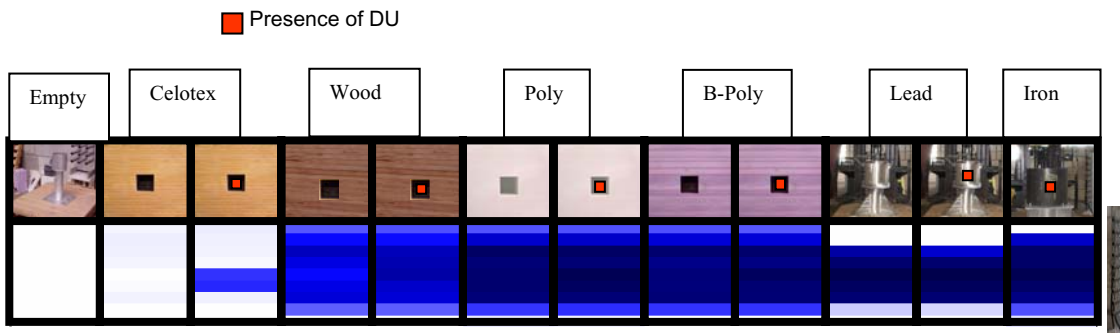 Presence of DU
Empty
Celotex
Wood
Poly
B-Poly
Lead
Iron